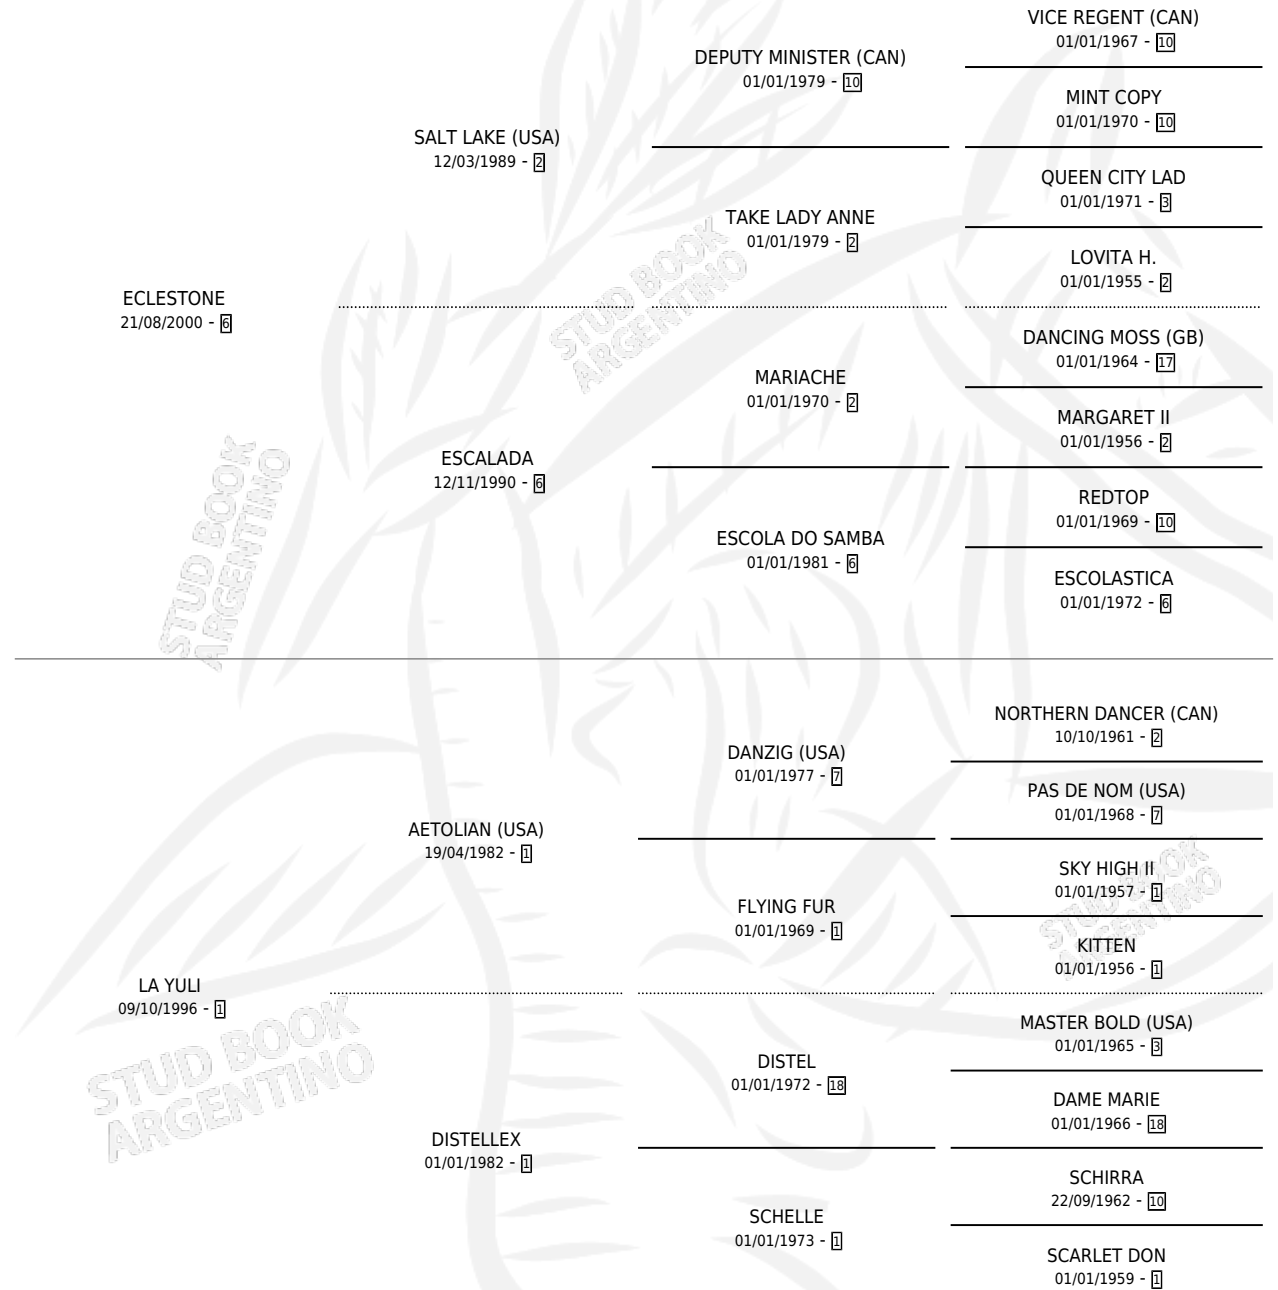 VICE REGENT (CAN)
01/01/1967 - 10
DEPUTY MINISTER (CAN)
01/01/1979 - 10
MINT COPY
01/01/1970 - 10
SALT LAKE (USA)
12/03/1989 - 2
QUEEN CITY LAD
01/01/1971 - 3
TAKE LADY ANNE
01/01/1979 - 2
LOVITA H.
01/01/1955 - 2
ECLESTONE
21/08/2000 - 6
DANCING MOSS (GB)
01/01/1964 - 17
MARIACHE
01/01/1970 - 2
MARGARET II
01/01/1956 - 2
ESCALADA
12/11/1990 - 6
REDTOP
01/01/1969 - 10
ESCOLA DO SAMBA
01/01/1981 - 6
ESCOLASTICA
01/01/1972 - 6
STUD BOOK
ARGENTINO
STUD BOOK
ARGENTINO
NORTHERN DANCER (CAN)
10/10/1961 - 2
DANZIG (USA)
01/01/1977 - 7
PAS DE NOM (USA)
01/01/1968 - 7
AETOLIAN (USA)
19/04/1982 - 1
SKY HIGH II
01/01/1957 - 1
FLYING FUR
01/01/1969 - 1
KITTEN
01/01/1956 - 1
LA YULI
09/10/1996 - 1
MASTER BOLD (USA)
01/01/1965 - 3
DISTEL
01/01/1972 - 18
DAME MARIE
01/01/1966 - 18
DISTELLEX
01/01/1982 - 1
SCHIRRA
22/09/1962 - 10
SCHELLE
01/01/1973 - 1
SCARLET DON
01/01/1959 - 1
STUD BOOK
ARGENTINO
STUD BOOK
ARGENTINO